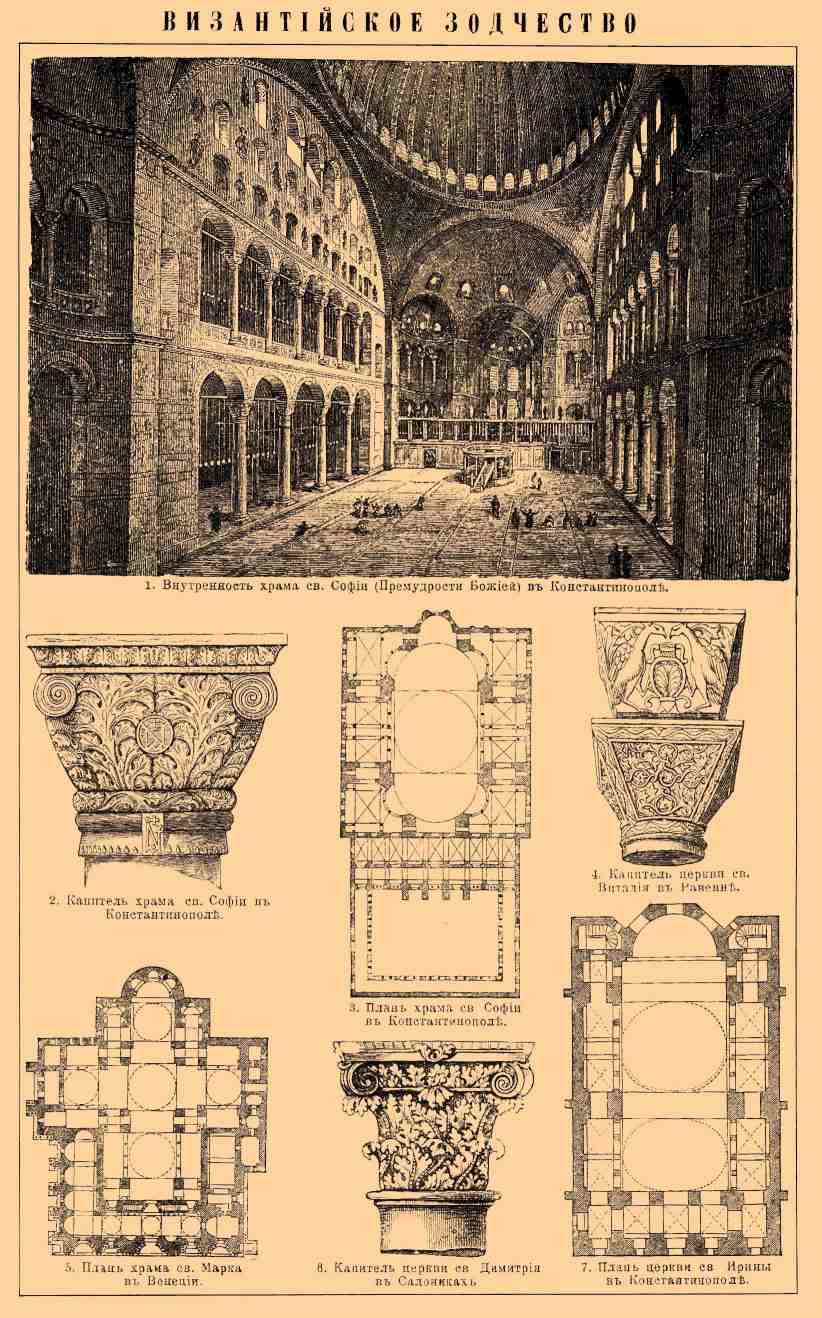 ВИЗАНТІЙСКОЕ ЗОДЧЕСТВО
1. Внутренность храма св. Софіи (Премудрости Божіей) въ Константинополѣ.
2. Капитель храма св. Софіи въ
Константинополѣ.
3. Планъ храма св Софіи
въ Константинополѣ.
4. Капитель церкви св.
Виталія въ Равеннѣ.
5. Планъ храма св. Марка
въ Венеціи.
6. Капитель церкви св Димитрія
въ Салоникахъ
7. Планъ церкви св Ирины
въ Константинополѣ.